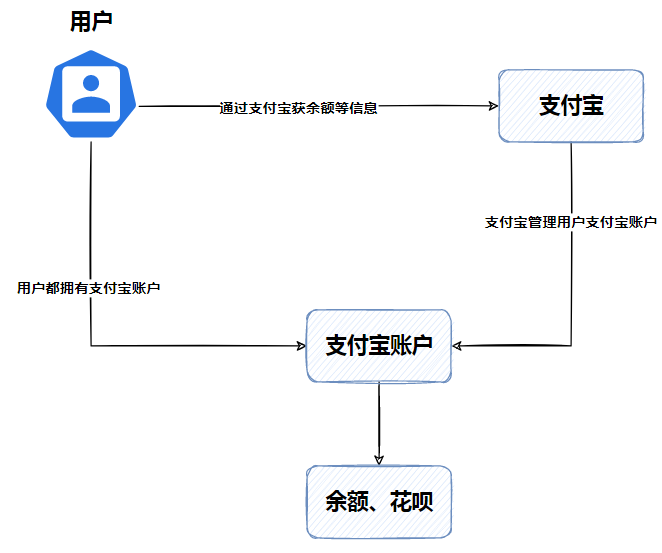 用户
通过支付宝获余额等信息
支付宝
支付宝管理用户支付宝账户
用户都拥有支付宝账户
支付宝账户
余额、花呗